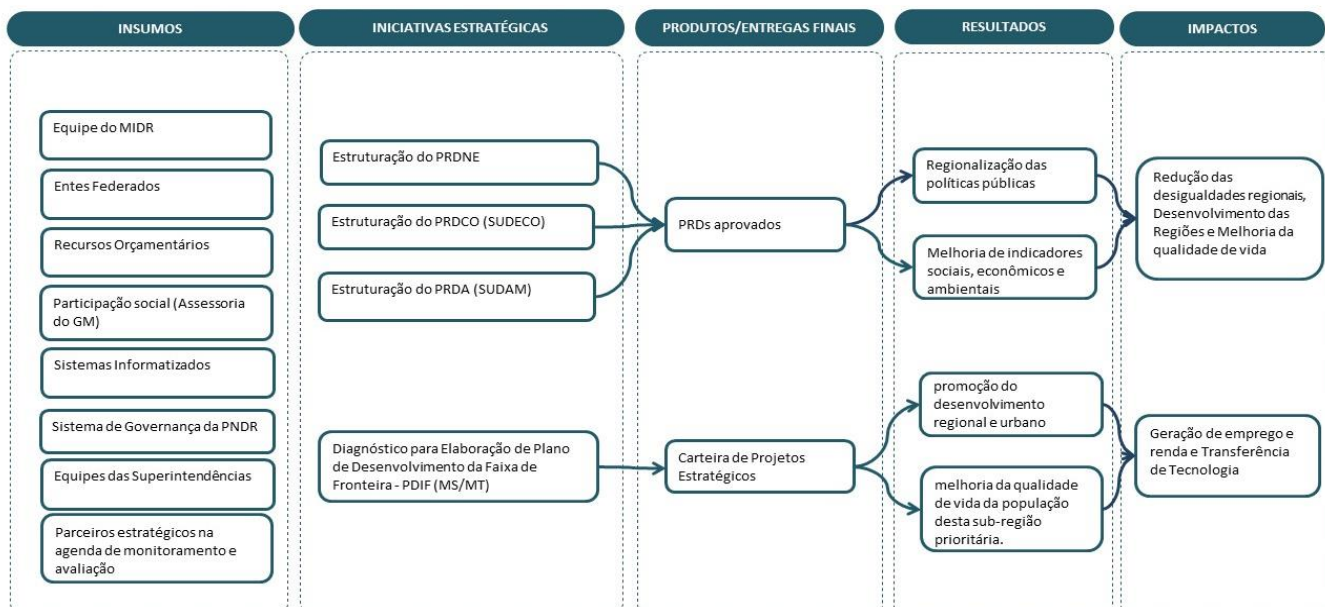 INSUMOS
INICIATIVAS ESTRATÉGICAS
PRODUTOS/ENTREGAS FINAIS
RESULTADOS
IMPACTOS
Equipe do MIDR
Entes Federados
Recursos Orçamentários
Participação social (Assessoria
do GM)
Sistemas Informatizados
Sistema de Governança da PNDR
Equipes das Superintendências
Parceiros estratégicos na
agenda de monitoramento e
avaliação
Estruturação do PRDNE
Estruturação do PRDCO (SUDECO)
Estruturação do PRDA (SUDAM)
Diagnóstico para Elaboração de Plano
de Desenvolvimento da Faixa de
Fronteira - PDIF (MS/MT)
PRDs aprovados
Carteira de Projetos
Estratégicos
Regionalização das
políticas públicas
Melhoria de indicadores
sociais, econômicos e
ambientais
promoção do
desenvolvimento
regional e urbano
melhoria da qualidade
de vida da população
desta sub-região
prioritária.
Redução das
desigualdades regionais,
Desenvolvimento das
Regiões e Melhoria da
qualidade de vida
Geração de emprego e
renda e Transferência
de Tecnologia